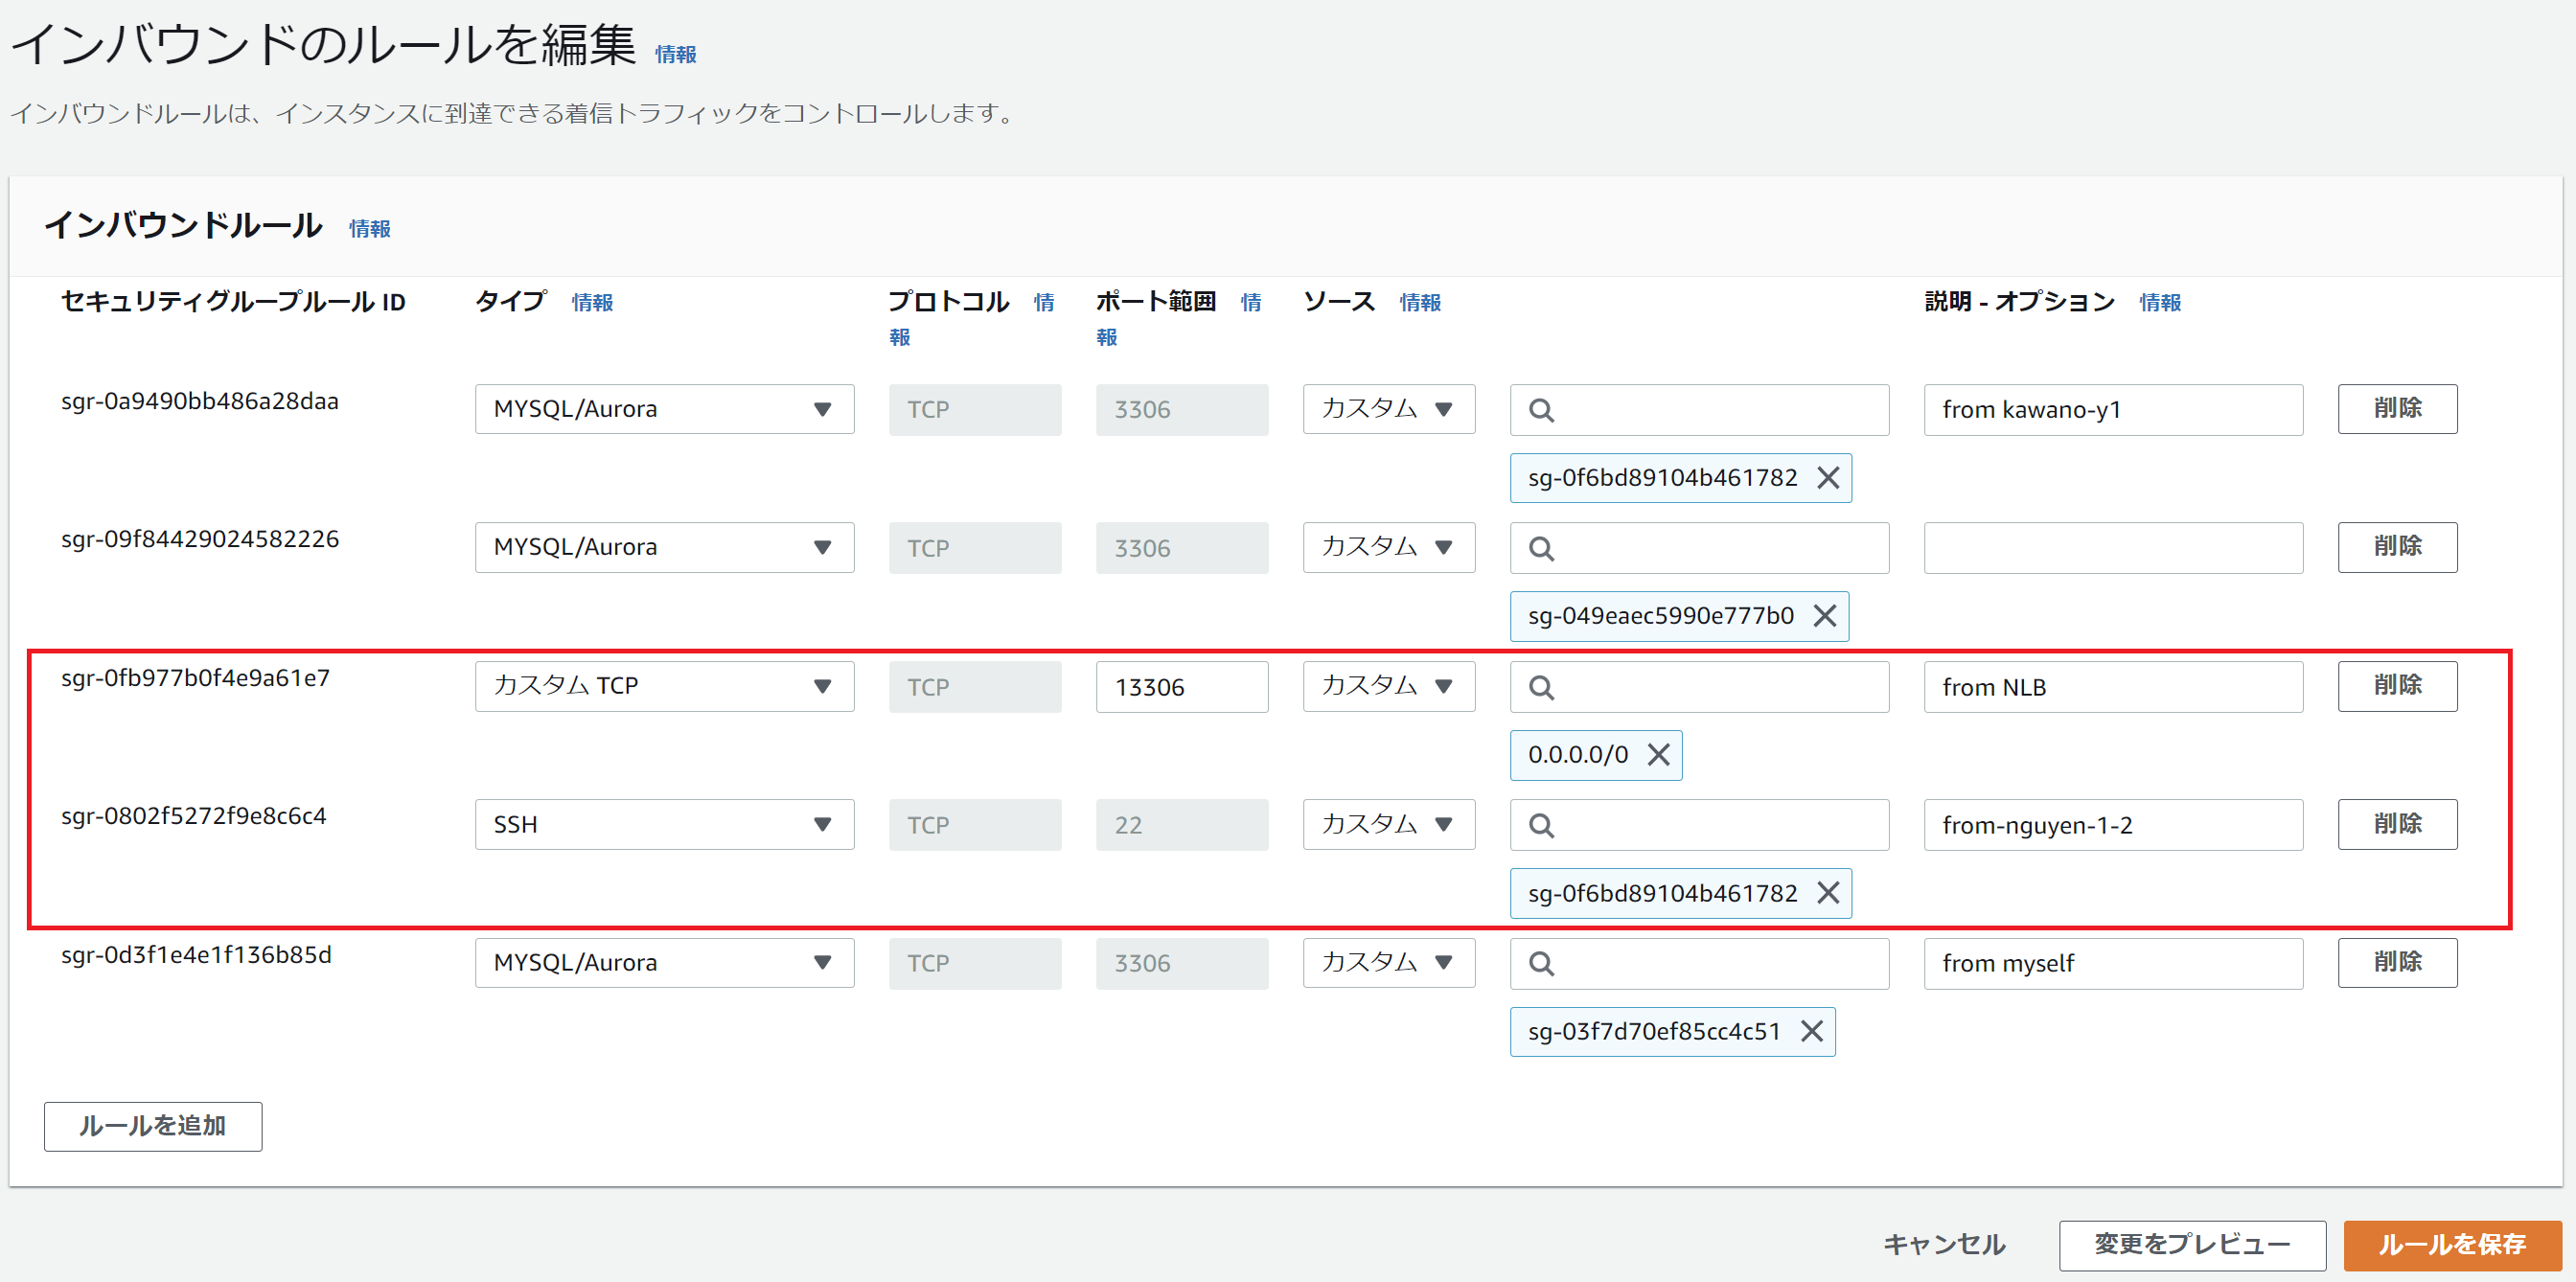 インバウンドのルールを編集 情報
インバウンドルールは、インスタンスに到達できる着信トラフィックをコントロールします。
インバウンドルール 情報
セキュリティグループルール ID タイプ 情報 プロトコル 情報 ポート範囲 情報 ソース 情報 説明 - オプション 情報
sgr-0a9490bb486a28daa MYSQL/Aurora TCP 3306 カスタム from kawano-y1 削除
sg-0f6bd89104b461782
sgr-09f84429024582226 MYSQL/Aurora TCP 3306 カスタム 削除
sg-049eaec5990e777b0
sgr-0fb977b0f4e9a61e7 カスタム TCP TCP 13306 カスタム from NLB 削除
0.0.0.0/0
sgr-0802f5272f9e8c6c4 SSH TCP 22 カスタム from-nguyen-1-2 削除
sg-0f6bd89104b461782
sgr-0d3f1e4e1f136b85d MYSQL/Aurora TCP 3306 カスタム from myself 削除
sg-03f7d70ef85cc4c51
ルールを追加
キャンセル 変更をプレビュー ルールを保存